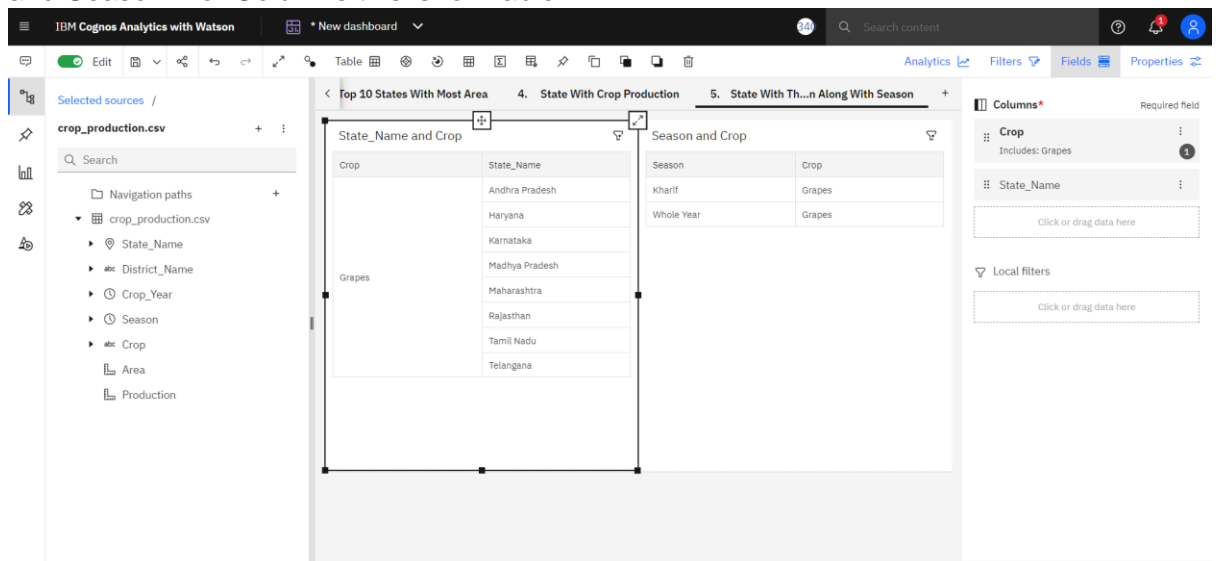 IBM Cognos Analytics with Watson
* New dashboard
Search content
1
Edit
Table
Analytics
Filters
Fields
Properties
Selected sources /
crop_production.csv
Search
Navigation paths
crop_production.csv
State_Name
District_Name
Crop_Year
Season
Crop
Area
Production
Top 10 States With Most Area
4. State With Crop Production
5. State With Th...n Along With Season
State_Name and Crop
Crop State_Name
Grapes
Andhra Pradesh
Haryana
Karnataka
Madhya Pradesh
Maharashtra
Rajasthan
Tamil Nadu
Telangana
Season and Crop
Season Crop
Kharif Grapes
Whole Year Grapes
Columns* Required field
Crop
Includes: Grapes
1
State_Name
Click or drag data here
Local filters
Click or drag data here